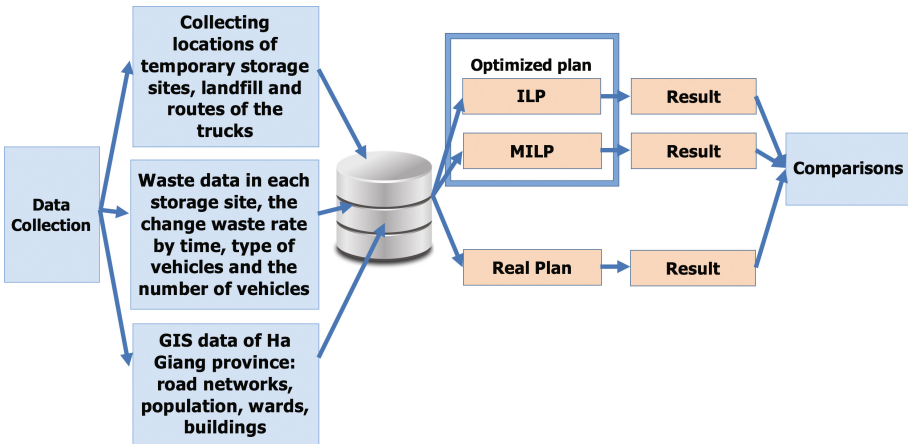 Collecting
locations of
temporary storage
sites, landfill and
routes of the
trucks
Data
Collection
Waste data in each
storage site, the
change waste rate
by time, type of
vehicles and the
number of vehicles
GIS data of Ha
Giang province:
road networks,
population, wards,
buildings
Optimized plan
ILP
Result
MILP
Result
Real Plan
Result
Comparisons